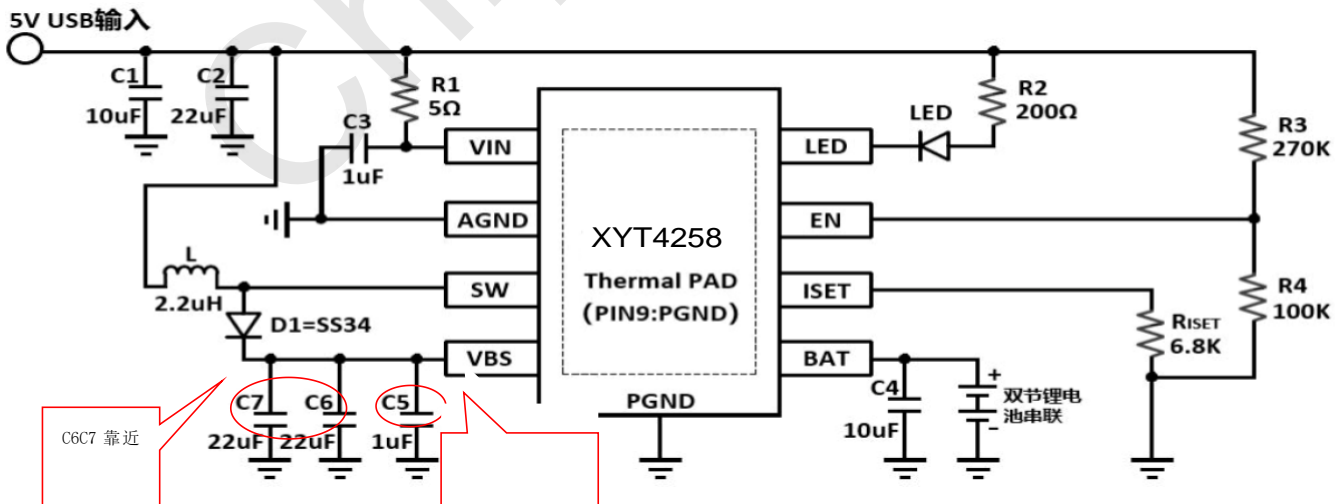 5V USB输入
C1
10uF
C2
22uF
R1
5Ω
C3
1uF
VIN
AGND
SW
VBS
L
2.2uH
D1=SS34
C7
22uF
C6
22uF
C5
1uF
C6C7 靠近
XYT4258
Thermal PAD
(PIN9:PGND)
PGND
LED
EN
ISET
BAT
LED
R2
200Ω
R3
270K
R4
100K
RISET
6.8K
C4
10uF
+
双节锂电
池串联
-